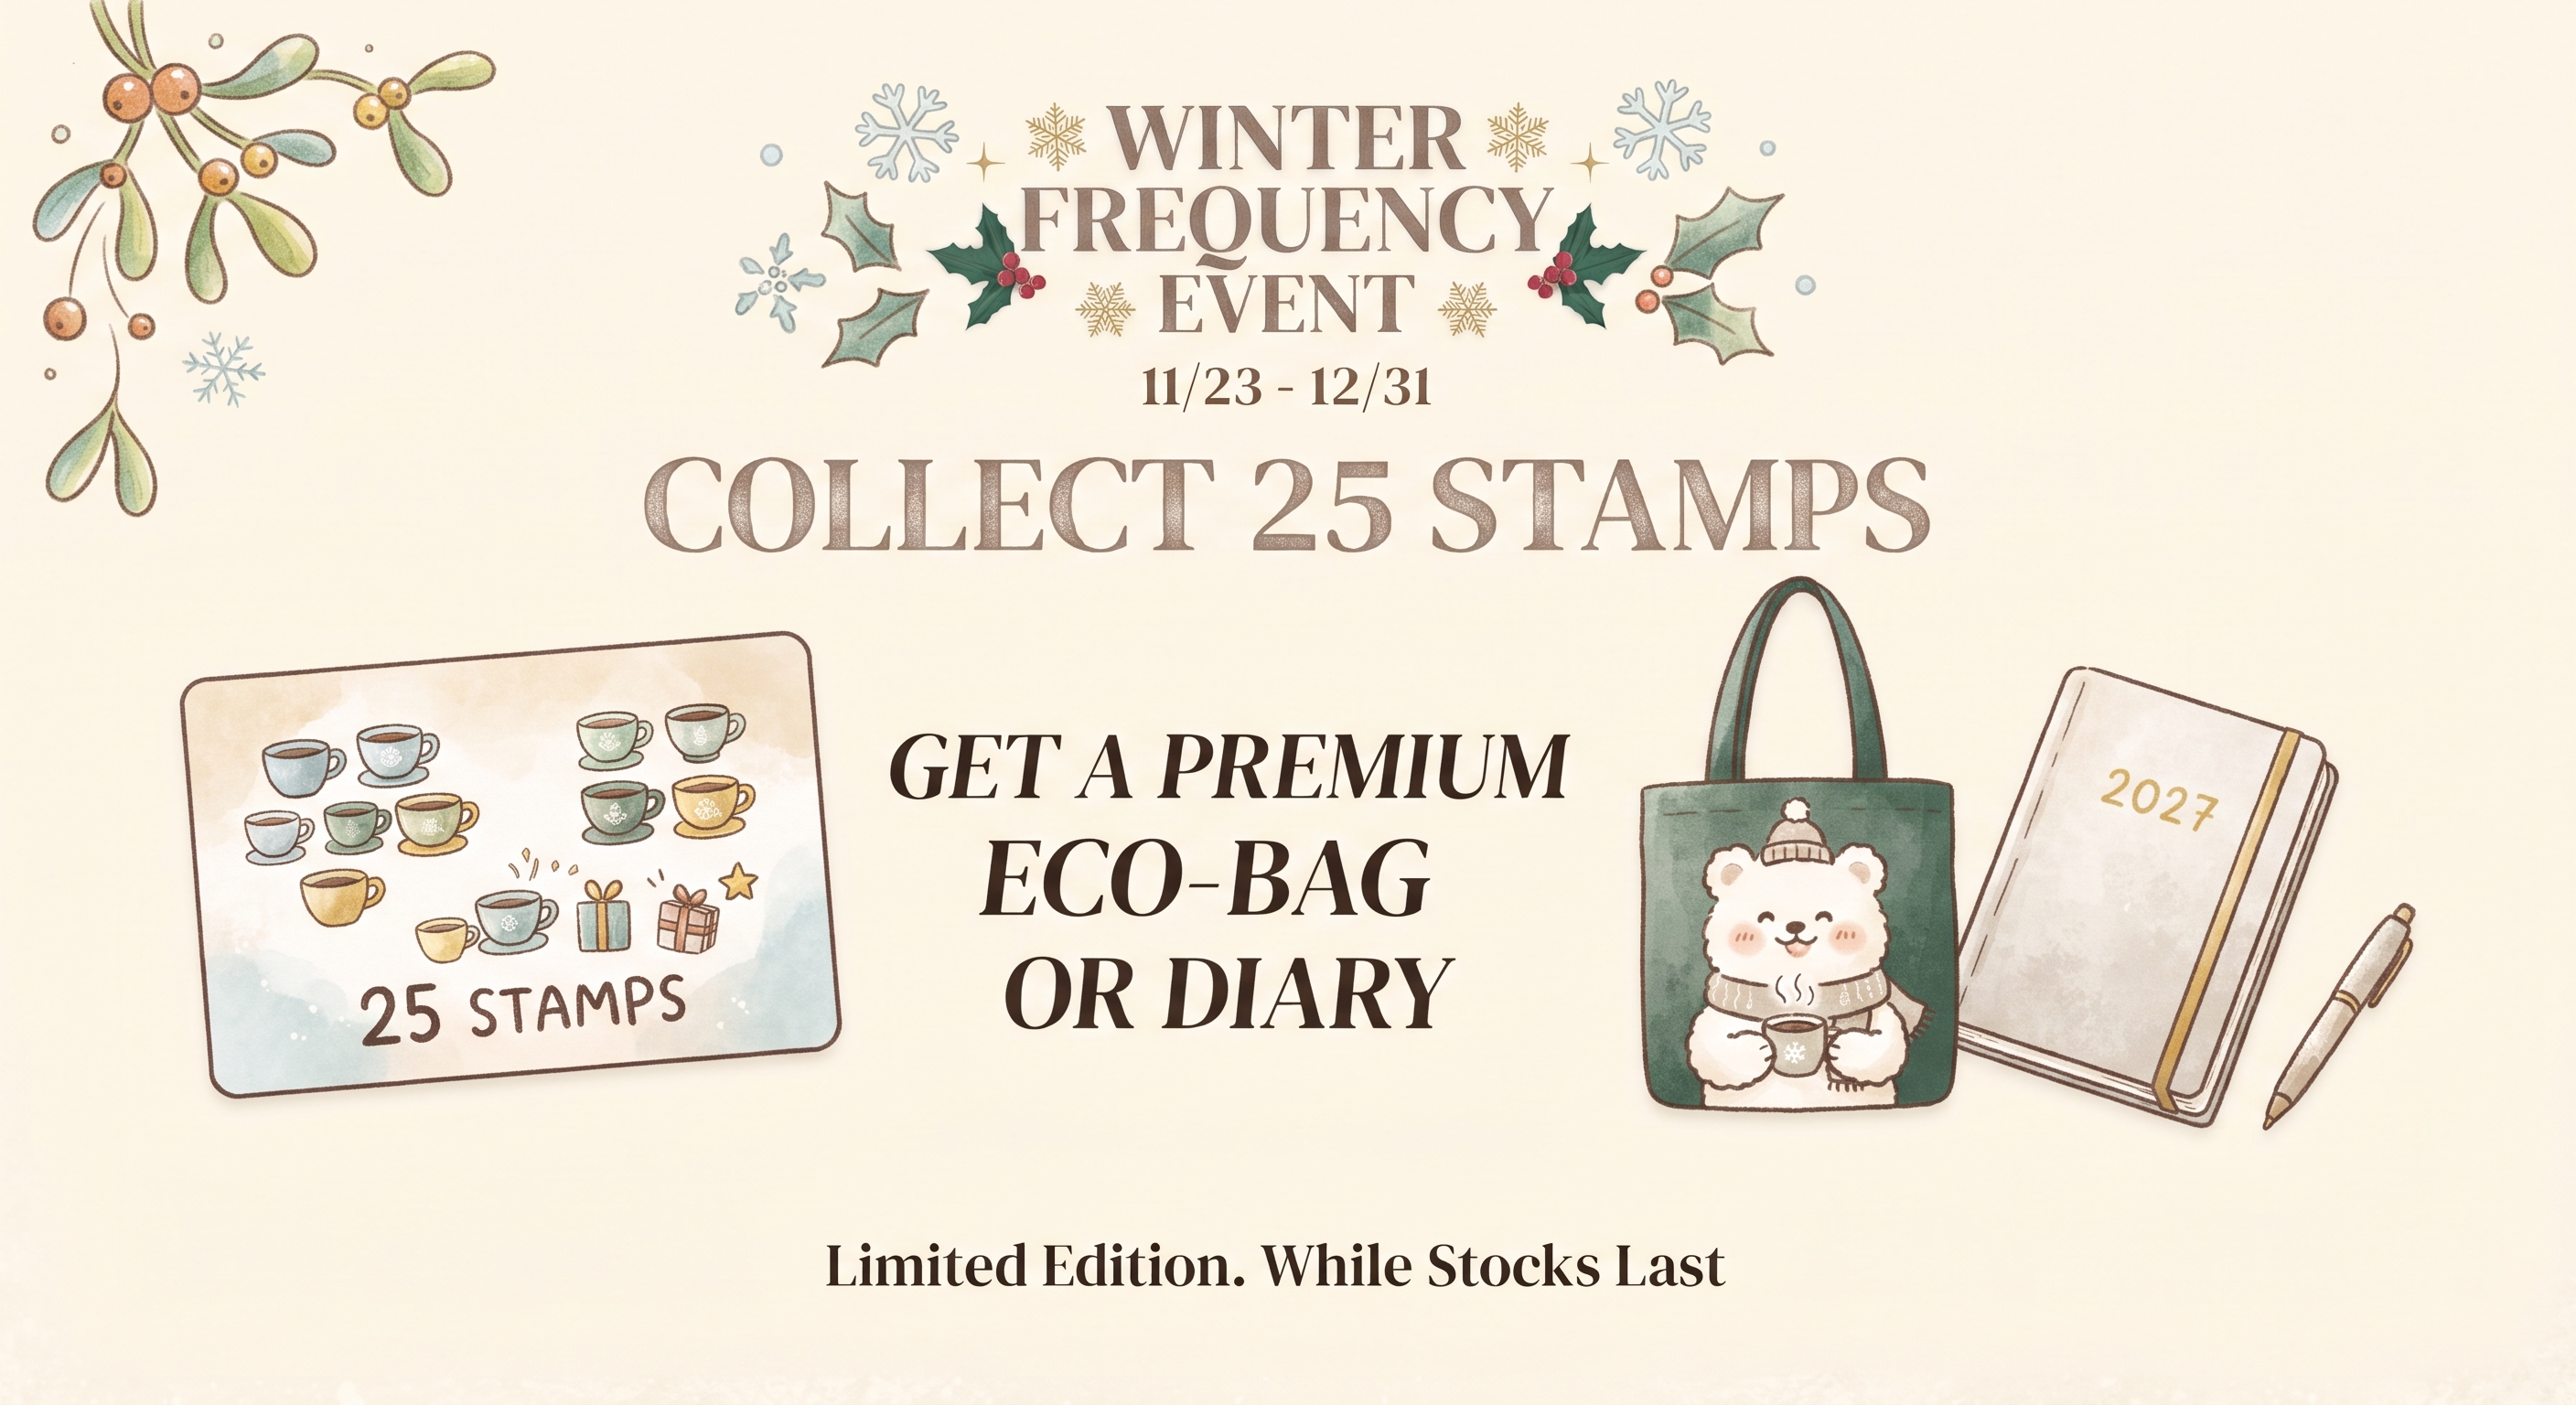 WINTER
FREQUENCY
EVENT
11/23 - 12/31
COLLECT 25 STAMPS
25 STAMPS
GET A PREMIUM
ECO-BAG
OR DIARY
2027
Limited Edition. While Stocks Last